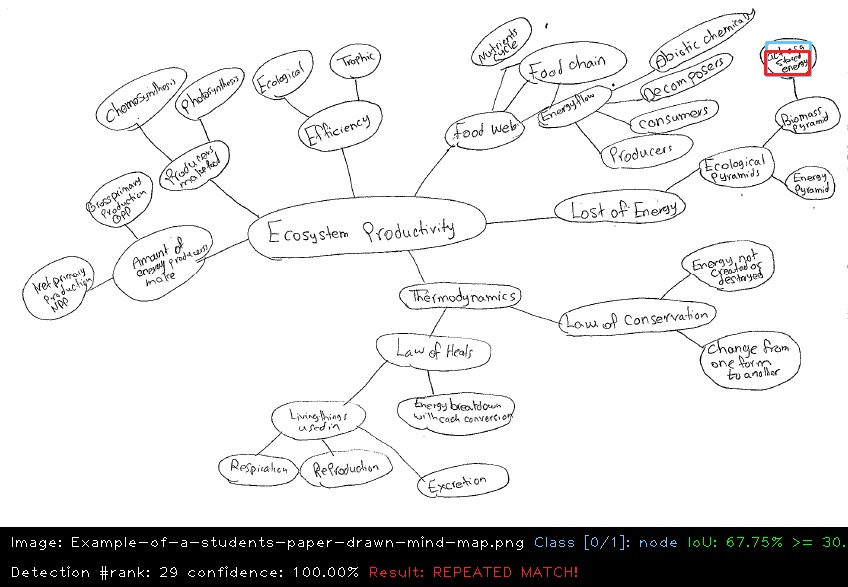 Nutrients
cycle
Food chain
Abiotic chemicals
stored
energy
Chemosynthesis
Photosynthesis
Ecological
Trophic
Efficiency
Food web
Energy flow
Decomposers
consumers
Producers
Biomass
Pyramid
Producers
Ecological
Pyramids
Energy
Pyramid
Gross primary
Production
GPP
Ecosystem Productivity
Lost of Energy
Amount of
energy producers
make
Net primary
Production
NPP
Energy not
created or
destroyed
Thermodynamics
Law of Conservation
Change from
one form
to another
Law of Heals
Energy breakdown
with each conversion
Living things
used in
Respiration
Reproduction
Excretion
Image: Example-of-a-students-paper-drawn-mind-map.png Class [0/1]: node IoU: 67.75% >= 30.
Detection #rank: 29 confidence: 100.00% Result: REPEATED MATCH!